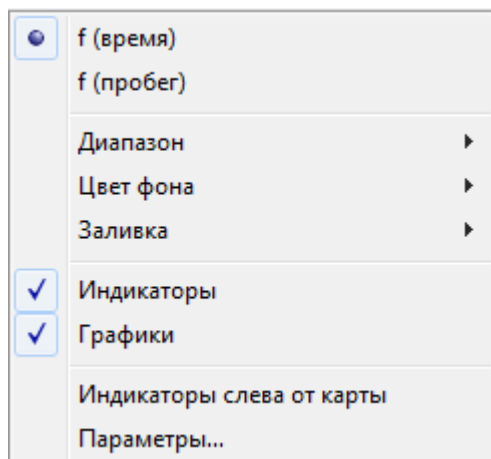 f (время)
f (пробег)
Диапазон
Цвет фона
Заливка
Индикаторы
Графики
Индикаторы слева от карты
Параметры...